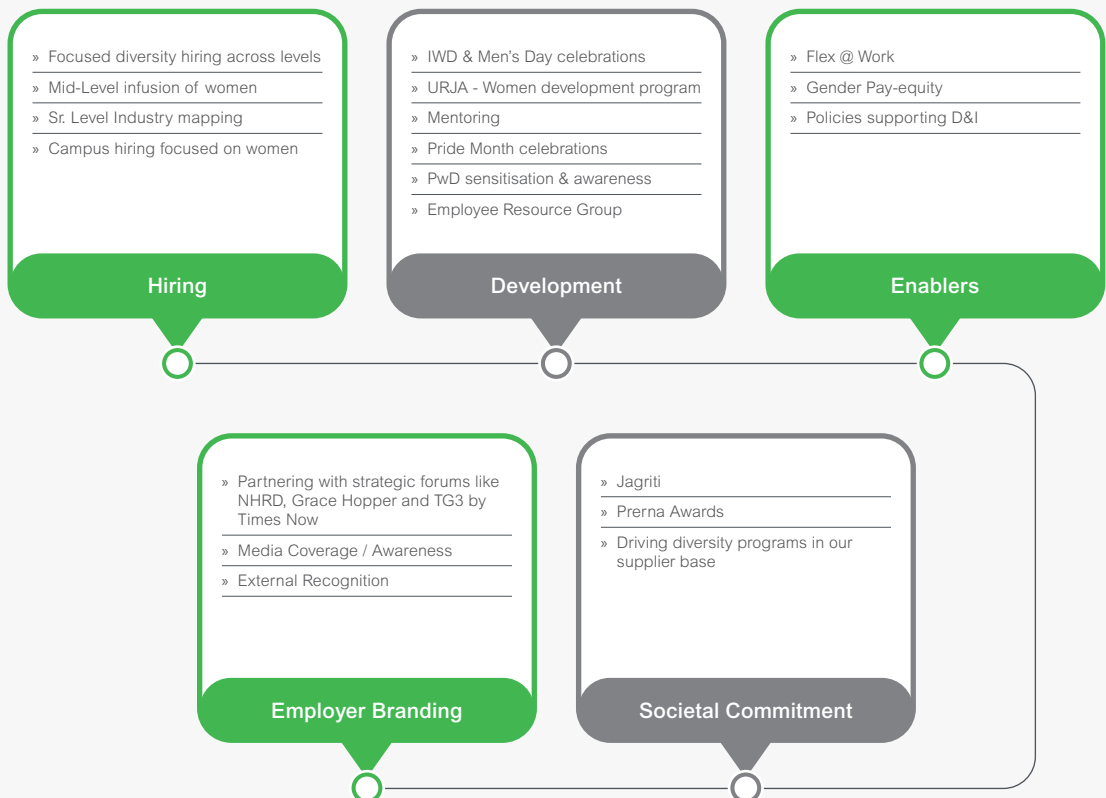 » Focused diversity hiring across levels
» Mid-Level infusion of women
» Sr. Level Industry mapping
» Campus hiring focused on women
Hiring
» IWD & Men's Day celebrations
» URJA - Women development program
» Mentoring
» Pride Month celebrations
» PwD sensitisation & awareness
» Employee Resource Group
Development
» Flex @ Work
» Gender Pay-equity
» Policies supporting D&I
Enablers
» Partnering with strategic forums like
NHRD, Grace Hopper and TG3 by
Times Now
» Media Coverage / Awareness
» External Recognition
Employer Branding
» Jagriti
» Prerna Awards
» Driving diversity programs in our
supplier base
Societal Commitment